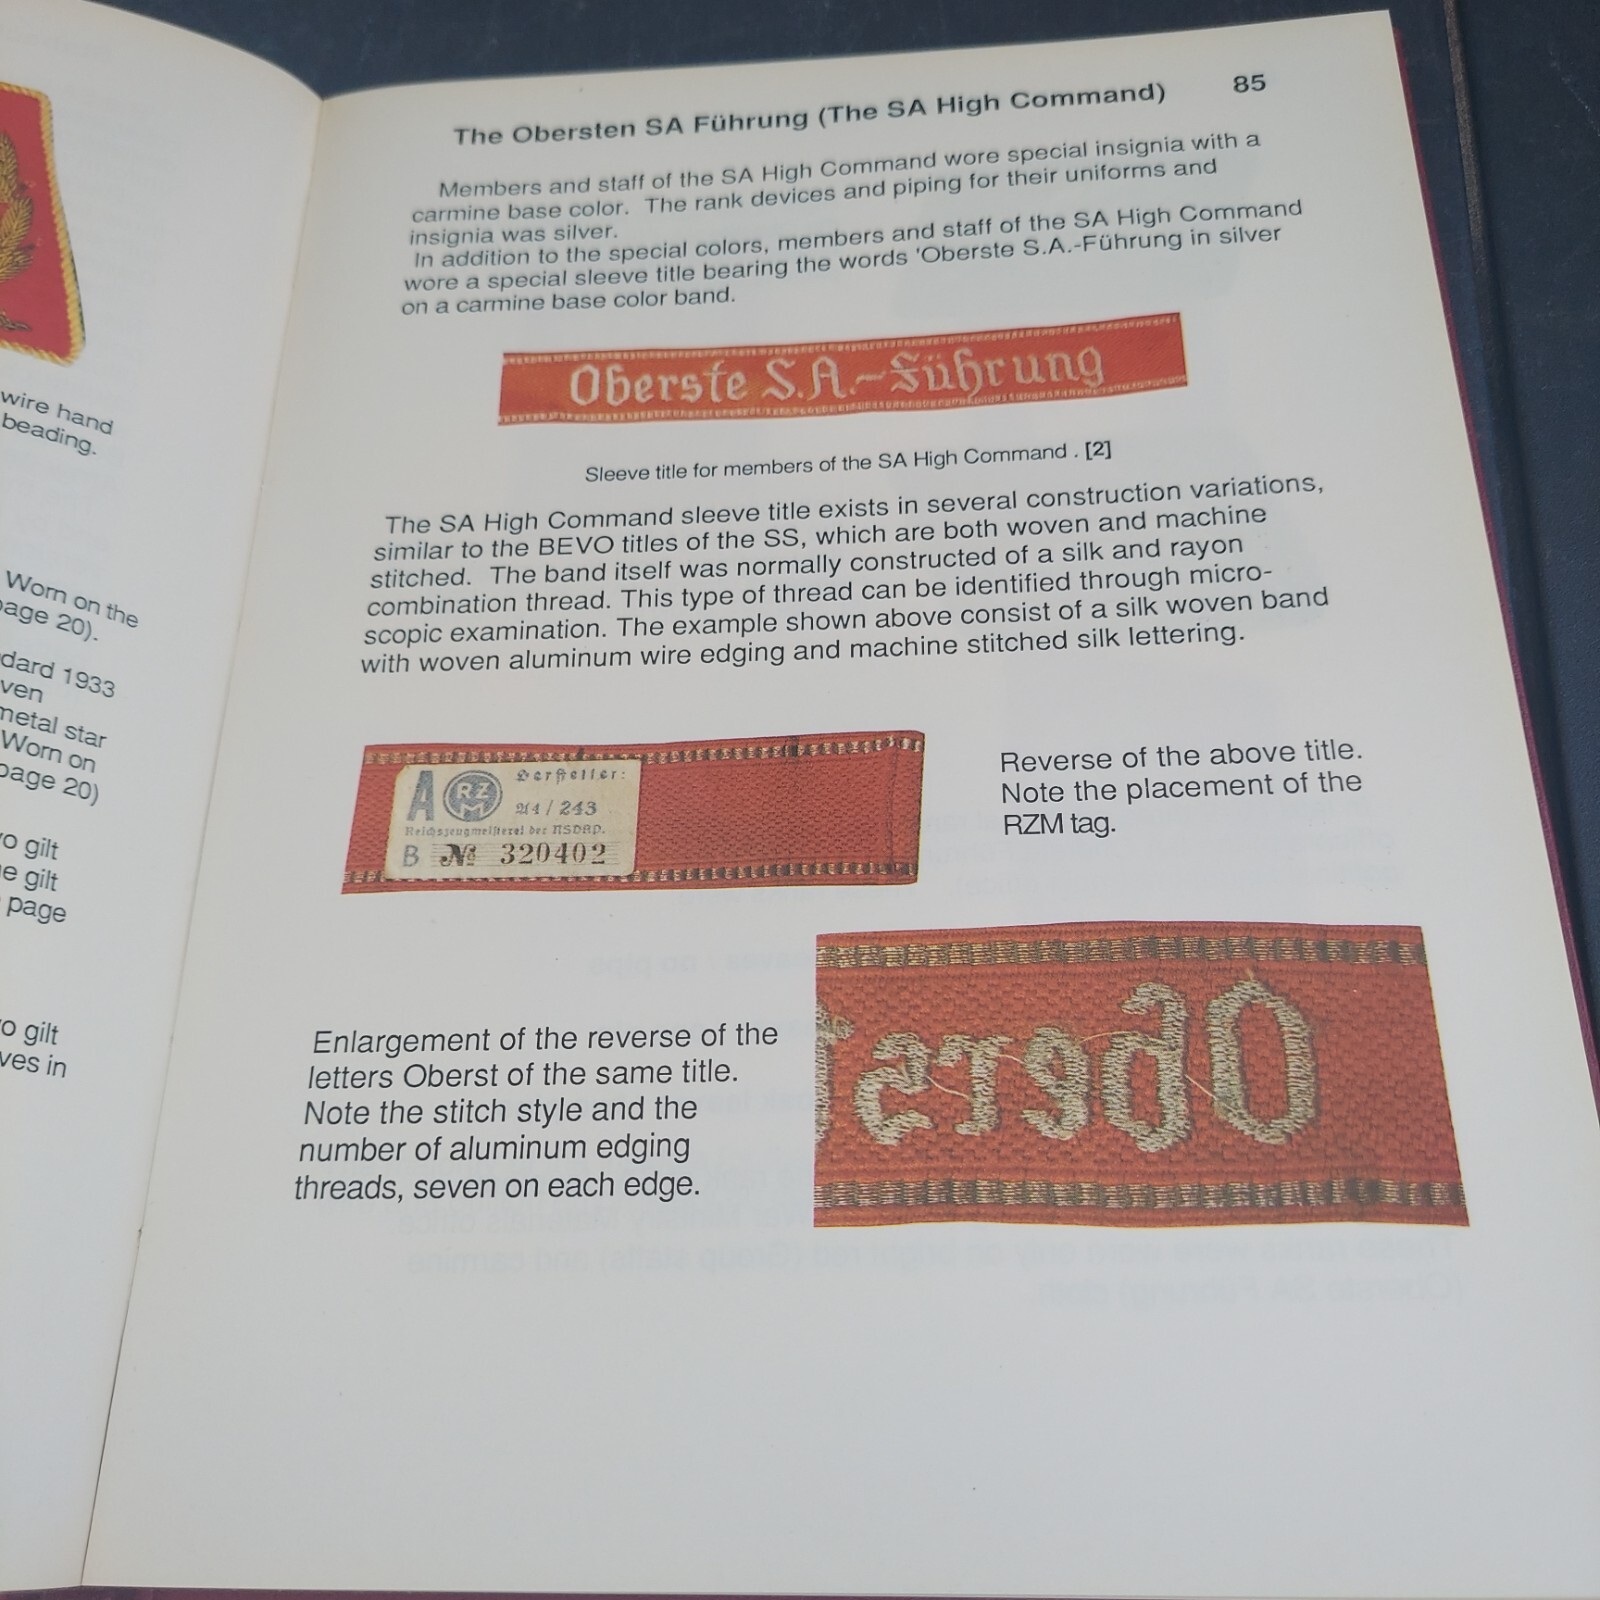 wire hand
beading.
Worn on the
page 20).
dard 1933
ven
metal star
Worn on
page 20)
o gilt
e gilt
page
o gilt
ves in
The Obersten SA Führung (The SA High Command)
85
Members and staff of the SA High Command wore special insignia with a
carmine base color. The rank devices and piping for their uniforms and
insignia was silver.
In addition to the special colors, members and staff of the SA High Command
wore a special sleeve title bearing the words 'Oberste S.A.-Führung in silver
on a carmine base color band.
Oberste S.A.-Führung
Sleeve title for members of the SA High Command . [2]
The SA High Command sleeve title exists in several construction variations,
similar to the BEVO titles of the SS, which are both woven and machine
stitched. The band itself was normally constructed of a silk and rayon
combination thread. This type of thread can be identified through micro-
scopic examination. The example shown above consist of a silk woven band
with woven aluminum wire edging and machine stitched silk lettering.
A RZM Hersteller:
A4 / 243
Reichszeugmeisterei der NSDAP.
B № 320402
Reverse of the above title.
Note the placement of the
RZM tag.
Enlargement of the reverse of the
letters Oberst of the same title.
Note the stitch style and the
number of aluminum edging
threads, seven on each edge.
Oberst